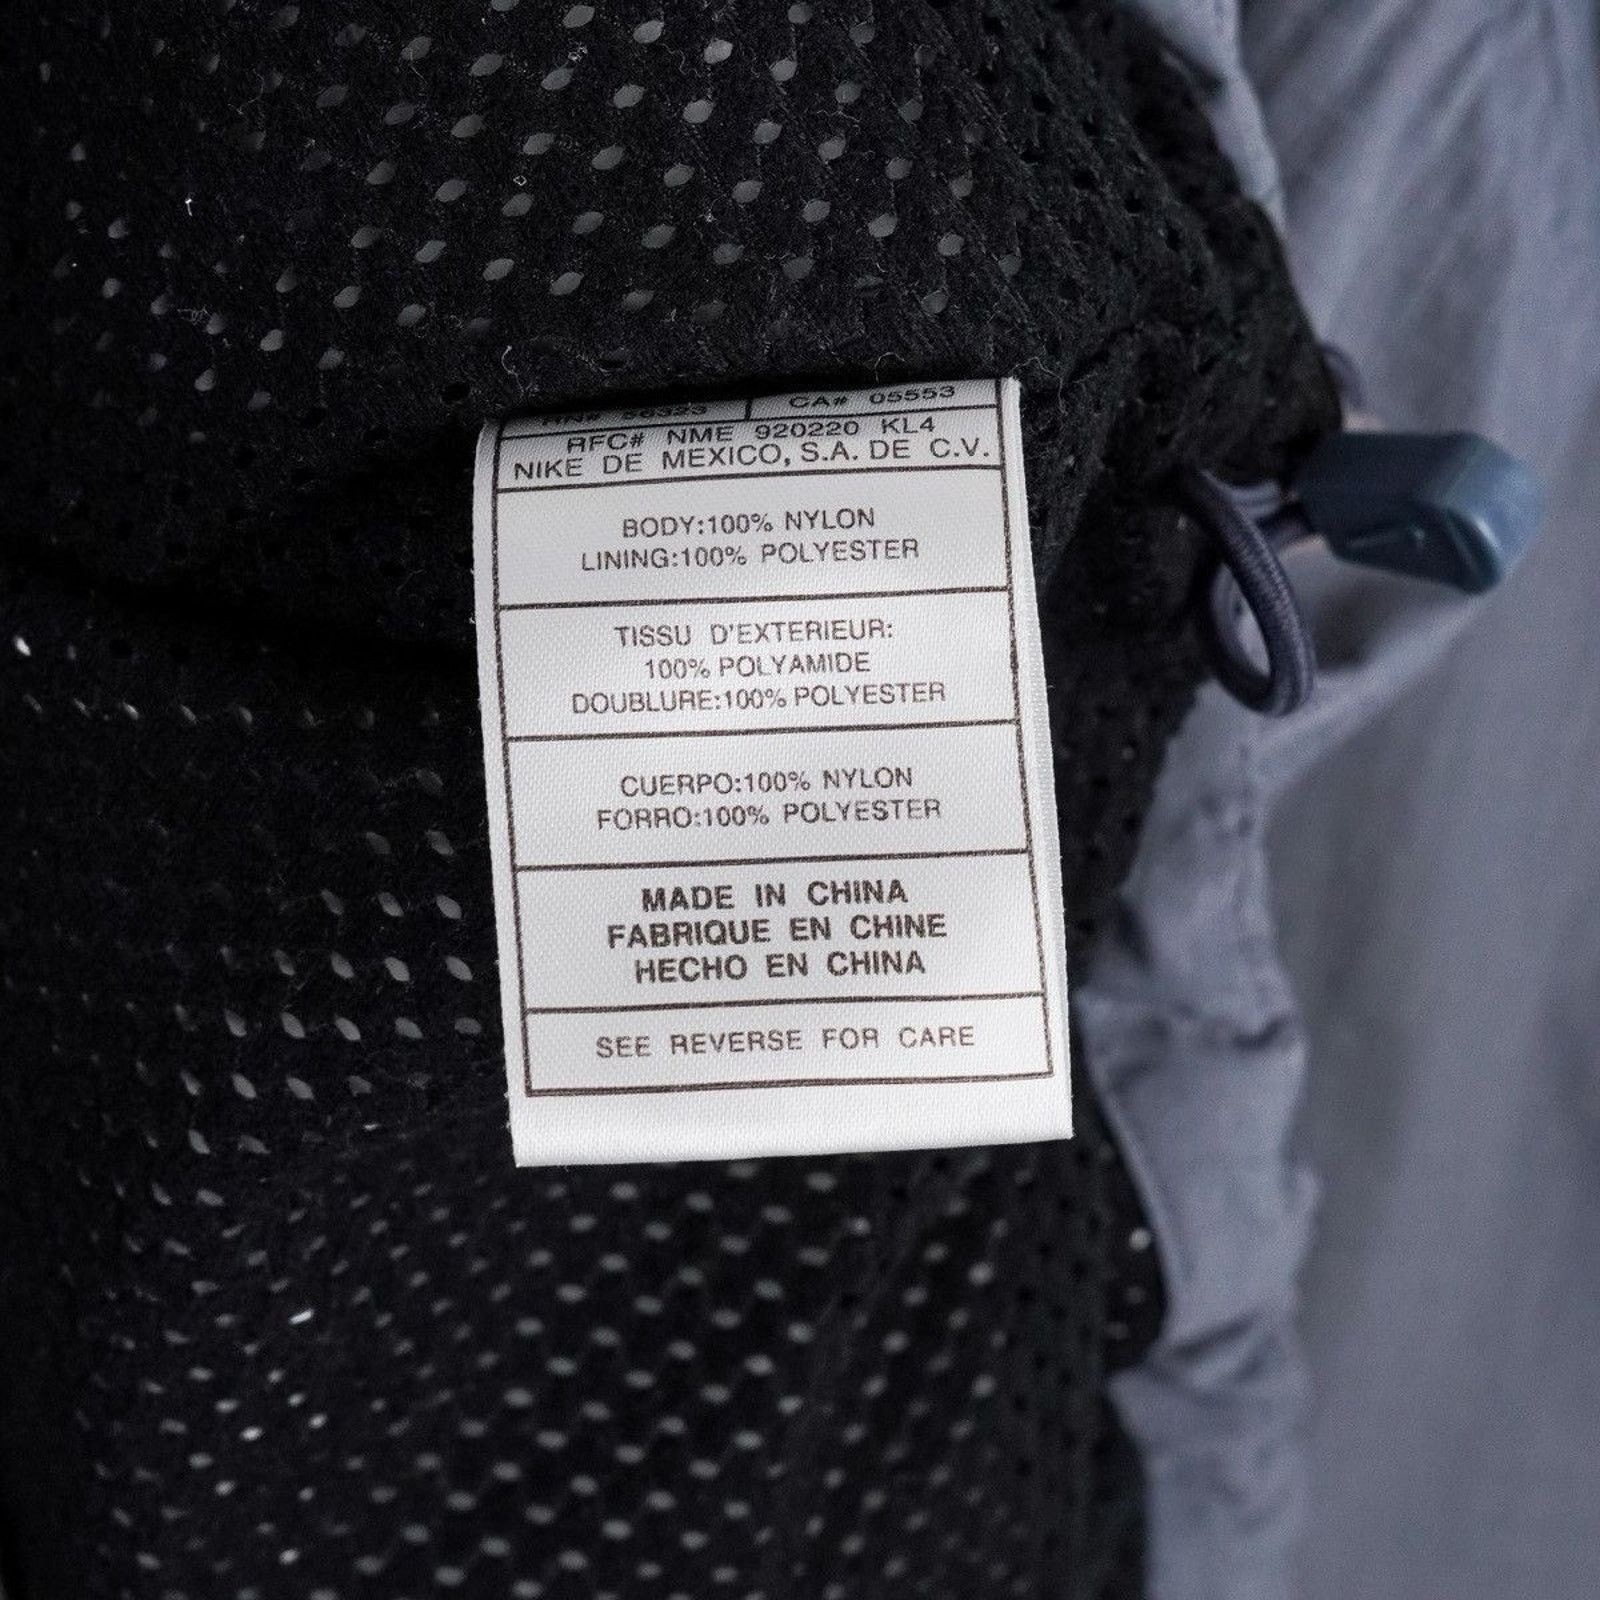 RN# 56323 CA# 05553
RFC# NME 920220 KL4
NIKE DE MEXICO, S.A. DE C.V.
BODY:100% NYLON
LINING:100% POLYESTER
TISSU D'EXTERIEUR:
100% POLYAMIDE
DOUBLURE:100% POLYESTER
CUERPO:100% NYLON
FORRO:100% POLYESTER
MADE IN CHINA
FABRIQUE EN CHINE
HECHO EN CHINA
SEE REVERSE FOR CARE